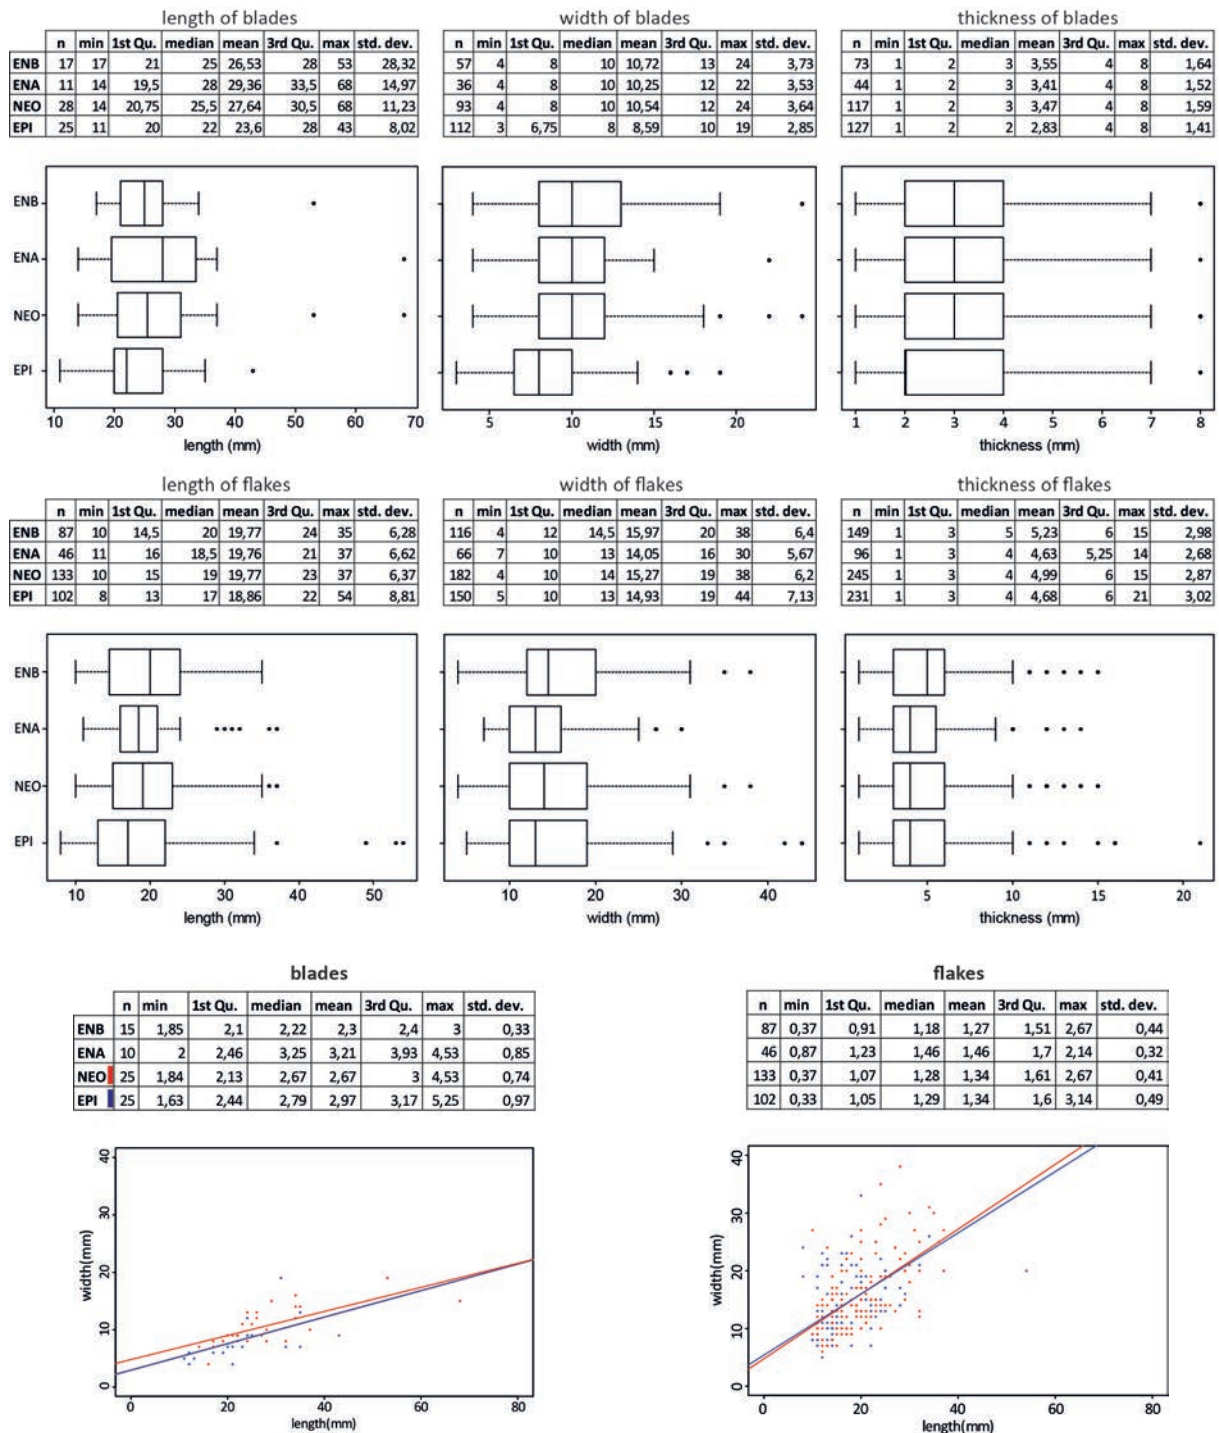 length of blades
n min 1st Qu. median mean 3rd Qu. max std. dev.
ENB 17 17 21 25 26,53 28 53 28,32
ENA 11 14 19,5 28 29,36 33,5 68 14,97
NEO 28 14 20,75 25,5 27,64 30,5 68 11,23
EPI 25 11 20 22 23,6 28 43 8,02
width of blades
n min 1st Qu. median mean 3rd Qu. max std. dev.
57 4 8 10 10,72 13 24 3,73
36 4 8 10 10,25 12 22 3,53
93 4 8 10 10,54 12 24 3,64
112 3 6,75 8 8,59 10 19 2,85
thickness of blades
n min 1st Qu. median mean 3rd Qu. max std. dev.
73 1 2 3 3,55 4 8 1,64
44 1 2 3 3,41 4 8 1,52
117 1 2 3 3,47 4 8 1,59
127 1 2 2 2,83 4 8 1,41
ENB
ENA
NEO
EPI
10 20 30 40 50 60 70
length (mm)
5 10 15 20
width (mm)
1 2 3 4 5 6 7 8
thickness (mm)
length of flakes
n min 1st Qu. median mean 3rd Qu. max std. dev.
ENB 87 10 14,5 20 19,77 24 35 6,28
ENA 46 11 16 18,5 19,76 21 37 6,62
NEO 133 10 15 19 19,77 23 37 6,37
EPI 102 8 13 17 18,86 22 54 8,81
width of flakes
n min 1st Qu. median mean 3rd Qu. max std. dev.
116 4 12 14,5 15,97 20 38 6,4
66 7 10 13 14,05 16 30 5,67
182 4 10 14 15,27 19 38 6,2
150 5 10 13 14,93 19 44 7,13
thickness of flakes
n min 1st Qu. median mean 3rd Qu. max std. dev.
149 1 3 5 5,23 6 15 2,98
96 1 3 4 4,63 5,25 14 2,68
245 1 3 4 4,99 6 15 2,87
231 1 3 4 4,68 6 21 3,02
ENB
ENA
NEO
EPI
10 20 30 40 50
length (mm)
10 20 30 40
width (mm)
5 10 15 20
thickness (mm)
blades
n min 1st Qu. median mean 3rd Qu. max std. dev.
ENB 15 1,85 2,1 2,22 2,3 2,4 3 0,33
ENA 10 2 2,46 3,25 3,21 3,93 4,53 0,85
NEO 25 1,84 2,13 2,67 2,67 3 4,53 0,74
EPI 25 1,63 2,44 2,79 2,97 3,17 5,25 0,97
flakes
n min 1st Qu. median mean 3rd Qu. max std. dev.
87 0,37 0,91 1,18 1,27 1,51 2,67 0,44
46 0,87 1,23 1,46 1,46 1,7 2,14 0,32
133 0,37 1,07 1,28 1,34 1,61 2,67 0,41
102 0,33 1,05 1,29 1,34 1,6 3,14 0,49
width(mm)
0 10 20 30 40
0 20 40 60 80
length(mm)
width(mm)
0 10 20 30 40
0 20 40 60 80
length(mm)